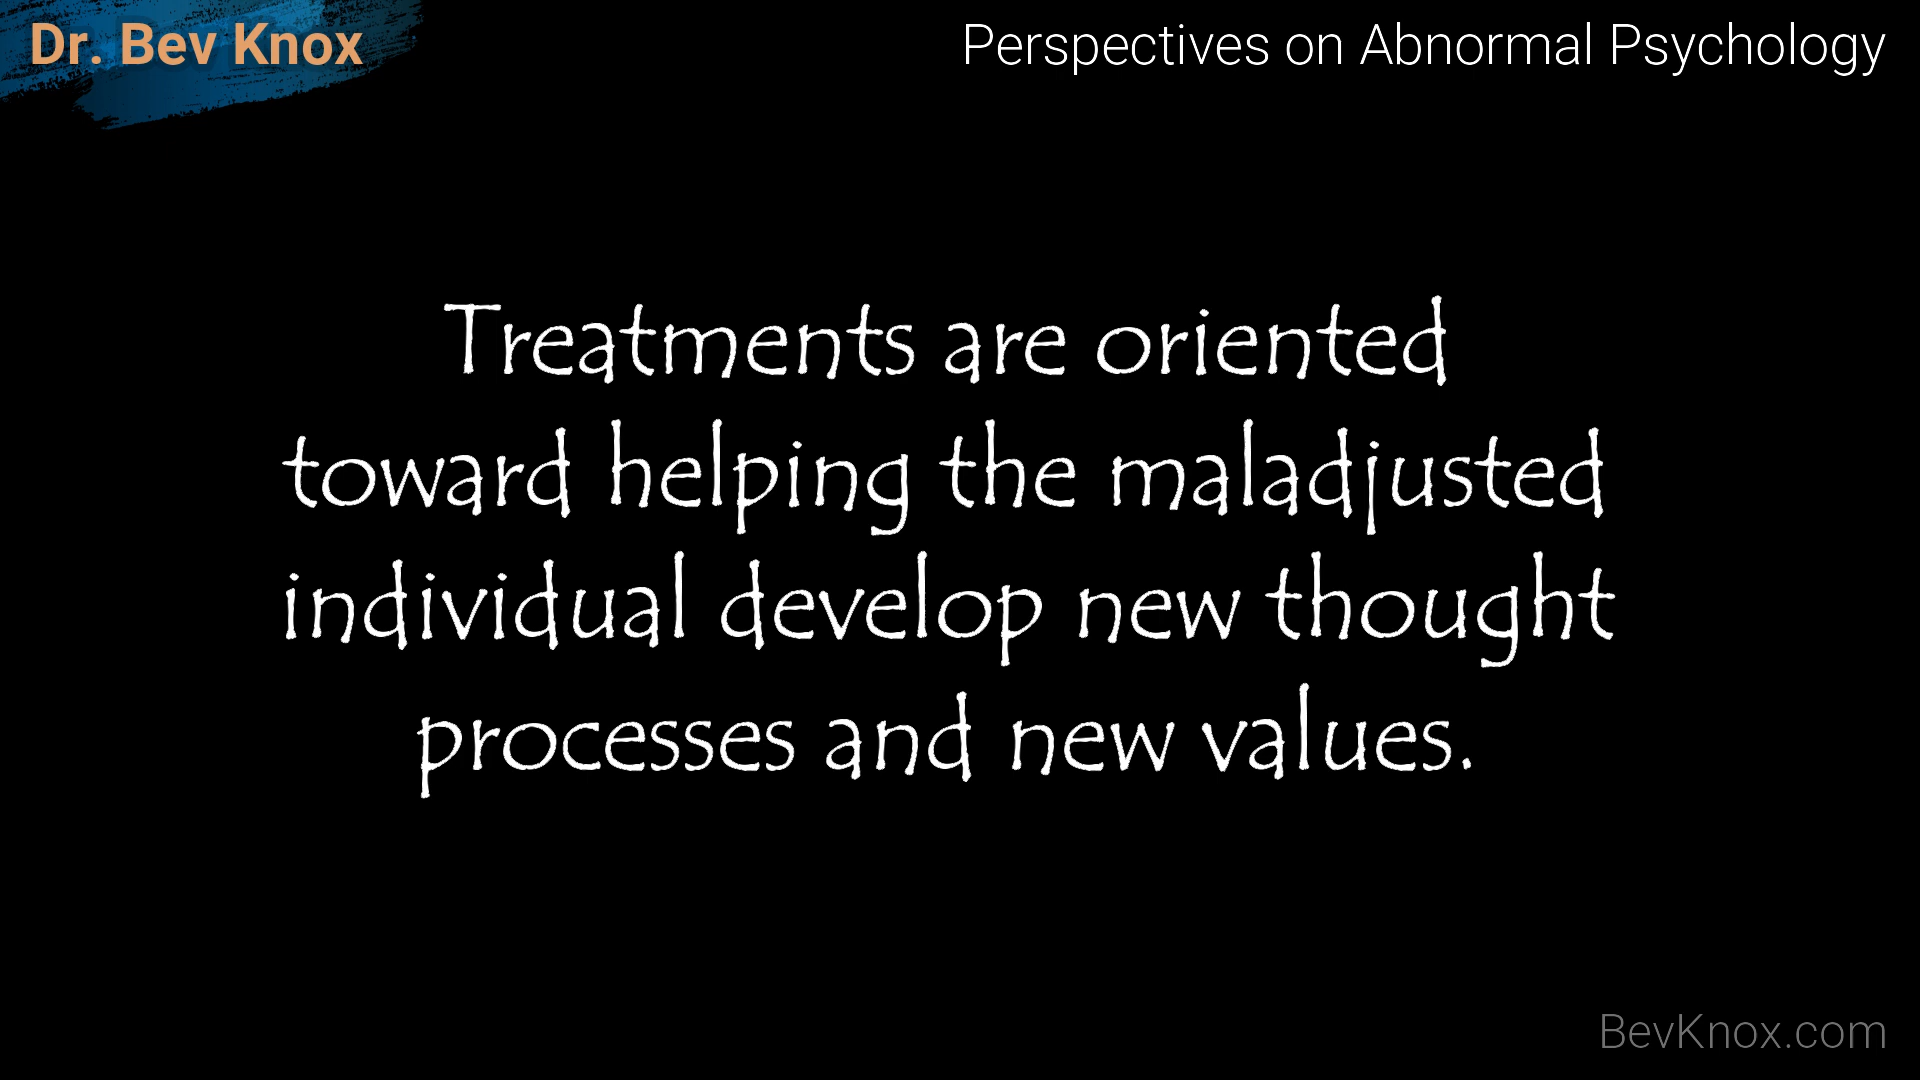 Dr. Bev Knox
Perspectives on Abnormal Psychology
Treatments are oriented
toward helping the maladjusted
individual develop new thought
processes and new values.
BevKnox.com